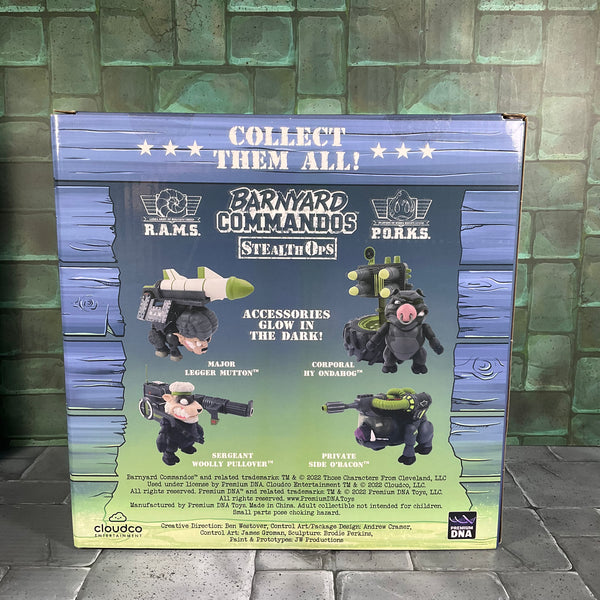 COLLECT
THEM ALL!
R.A.M.S.
BARNYARD
COMMANDOS
STEALTH OPS
P.O.R.K.S.
ACCESSORIES
GLOW IN
THE DARK!
MAJOR
LEGGER MUTTON™
CORPORAL
HY ONDAHOG™
SERGEANT
WOOLLY PULLOVER™
PRIVATE
SIDE O'BACON™
Barnyard Commandos™ and related trademarks: TM & © 2022 Those Characters From Cleveland, LLC
Used under license by Premium DNA. Cloudco Entertainment TM & © 2022 Cloudco, LLC.
All rights reserved. Premium DNA™ and related trademarks: TM & © 2022 Premium DNA Toys, LLC.
All rights reserved. www.PremiumDNAToys.com
Manufactured by Premium DNA Toys. Made in China. Adult collectible not intended for children.
Small parts pose choking hazard.
cloudco
ENTERTAINMENT
Creative Direction: Ben Westover, Control Art/Package Design: Andrew Cramer,
Control Art: James Groman, Sculpture: Brodie Perkins,
Paint & Prototypes: JW Productions
PREMIUM
DNA